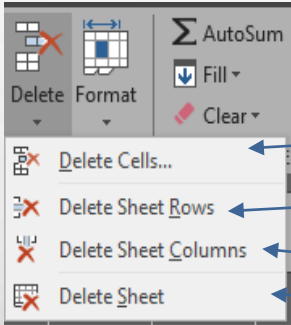 AutoSum
Fill
Clear
Delete Format
Delete Cells...
Delete Sheet Rows
Delete Sheet Columns
Delete Sheet